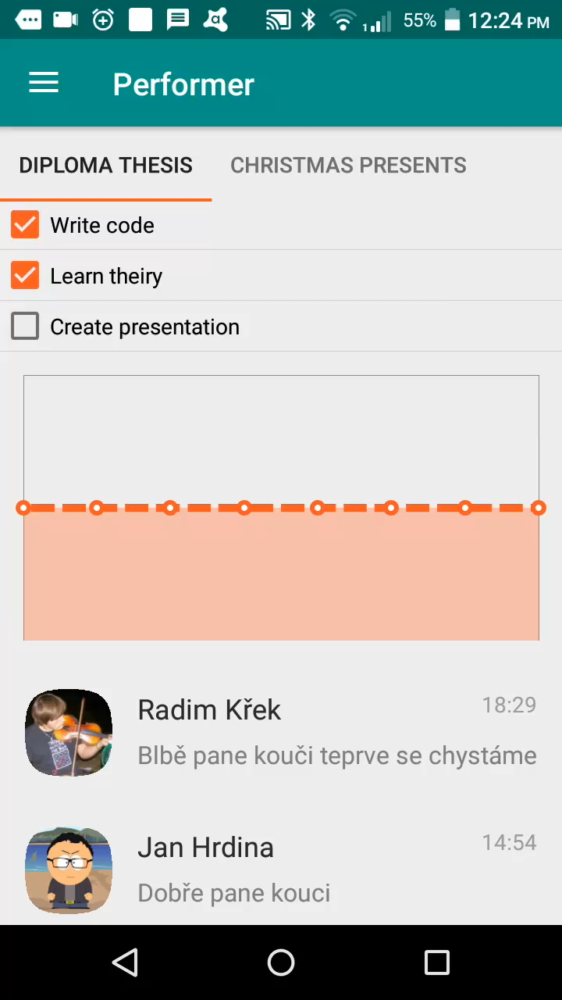 1 55% 12:24 PM
Performer
DIPLOMA THESIS CHRISTMAS PRESENTS
Write code
Learn theiry
Create presentation
Radim Křek 18:29
Blbě pane kouči teprve se chystáme
Jan Hrdina 14:54
Dobře pane kouci